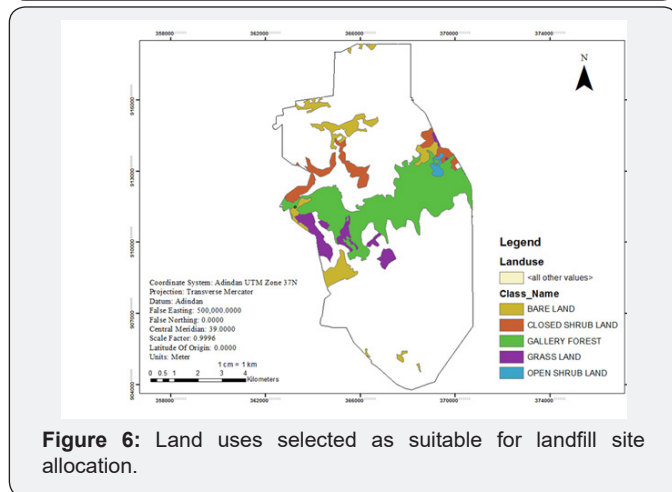 358000 362000 366000 370000 374000
N
916000
913000
910000
907000
904000
Legend
Landuse
<all other values>
Class_Name
BARE LAND
CLOSED SHRUB LAND
GALLERY FOREST
GRASS LAND
OPEN SHRUB LAND
Coordinate System: Adindan UTM Zone 37N
Projection: Transverse Mercator
Datum: Adindan
False Easting: 500,000.0000
False Northing: 0.0000
Central Meridian: 39.0000
Scale Factor: 0.9996
Latitude Of Origin: 0.0000
Units: Meter
1 cm = 1 km
0 0.5 1 2 3 4
Kilometers
358000 362000 366000 370000 374000
Figure 6: Land uses selected as suitable for landfill site
allocation.